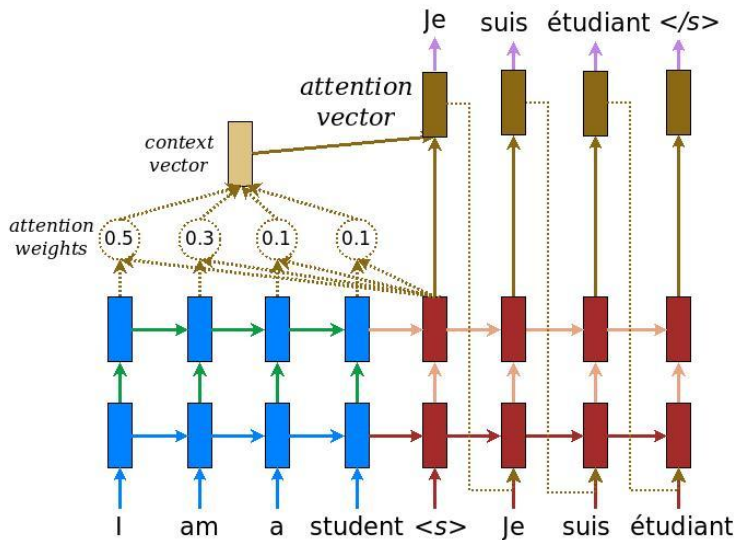 Je suis étudiant </s>
attention
vector
context
vector
attention
weights
0.5 0.3 0.1 0.1
I am a student <s> Je suis étudiant